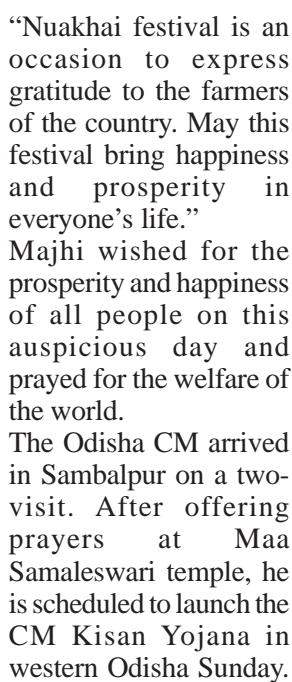 “Nuakhai festival is an
occasion to express
gratitude to the farmers
of the country. May this
festival bring happiness
and prosperity in
everyone’s life.”
Majhi wished for the
prosperity and happiness
of all people on this
auspicious day and
prayed for the welfare of
the world.
The Odisha CM arrived
in Sambalpur on a two-
visit. After offering
prayers at Maa
Samaleswari temple, he
is scheduled to launch the
CM Kisan Yojana in
western Odisha Sunday.